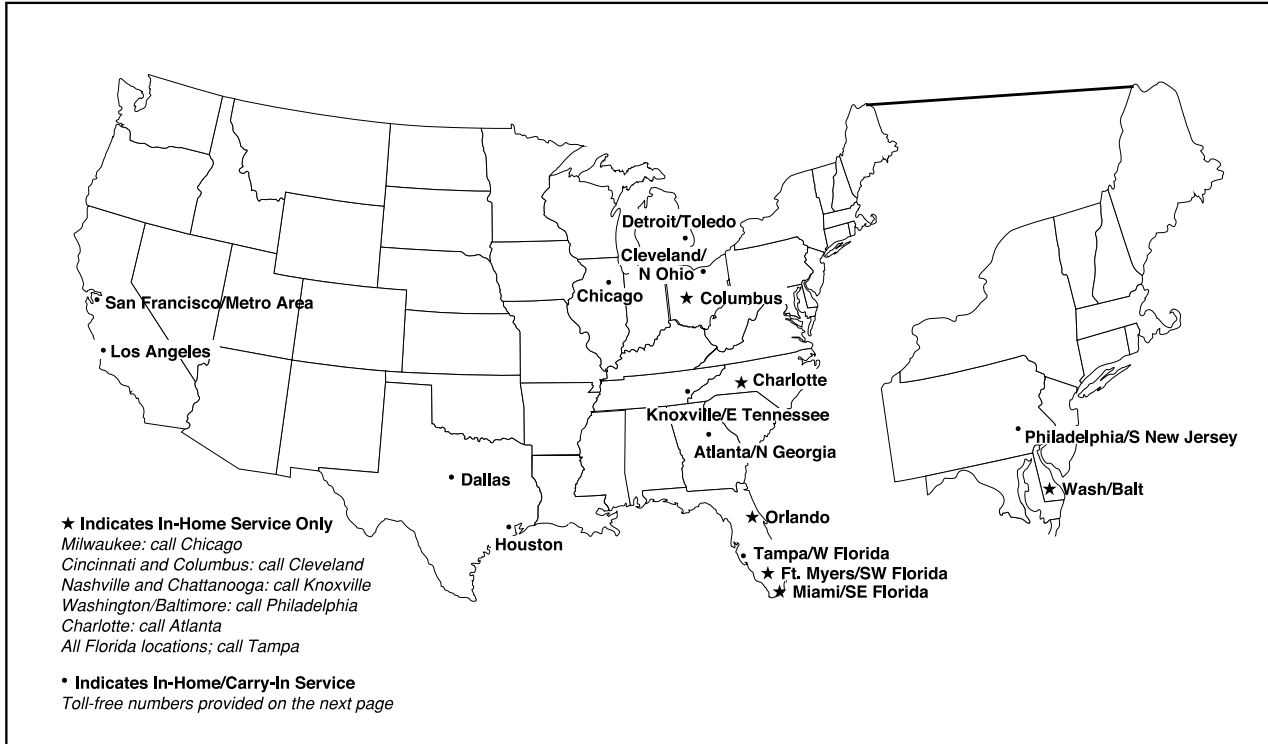 Detroit/Toledo
Cleveland/
N Ohio
Chicago
Columbus
San Francisco/Metro Area
Los Angeles
Charlotte
Knoxville/E Tennessee
Atlanta/N Georgia
Philadelphia/S New Jersey
Dallas
Wash/Balt
Orlando
Houston
Tampa/W Florida
Ft. Myers/SW Florida
Miami/SE Florida
★ Indicates In-Home Service Only
Milwaukee: call Chicago
Cincinnati and Columbus: call Cleveland
Nashville and Chattanooga: call Knoxville
Washington/Baltimore: call Philadelphia
Charlotte: call Atlanta
All Florida locations; call Tampa
• Indicates In-Home/Carry-In Service
Toll-free numbers provided on the next page